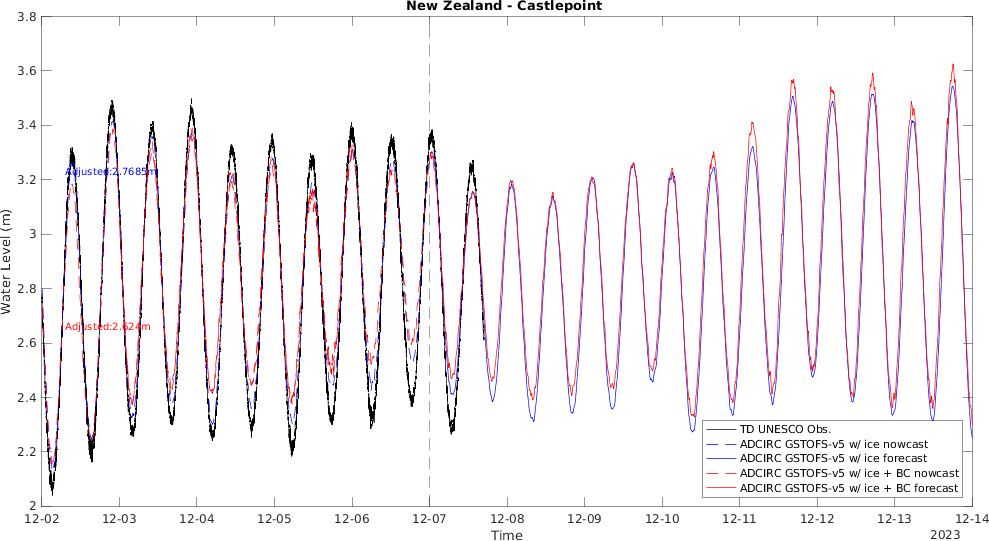 New Zealand - Castlepoint
Water Level (m)
3.8
3.6
3.4
3.2
3
2.8
2.6
2.4
2.2
2
Adjusted:2.7685m
Adjusted:2.624m
TD UNESCO Obs.
ADCIRC GSTOFS-v5 w/ ice nowcast
ADCIRC GSTOFS-v5 w/ ice forecast
ADCIRC GSTOFS-v5 w/ ice + BC nowcast
ADCIRC GSTOFS-v5 w/ ice + BC forecast
12-02 12-03 12-04 12-05 12-06 12-07 12-08 12-09 12-10 12-11 12-12 12-13 12-14
Time
2023